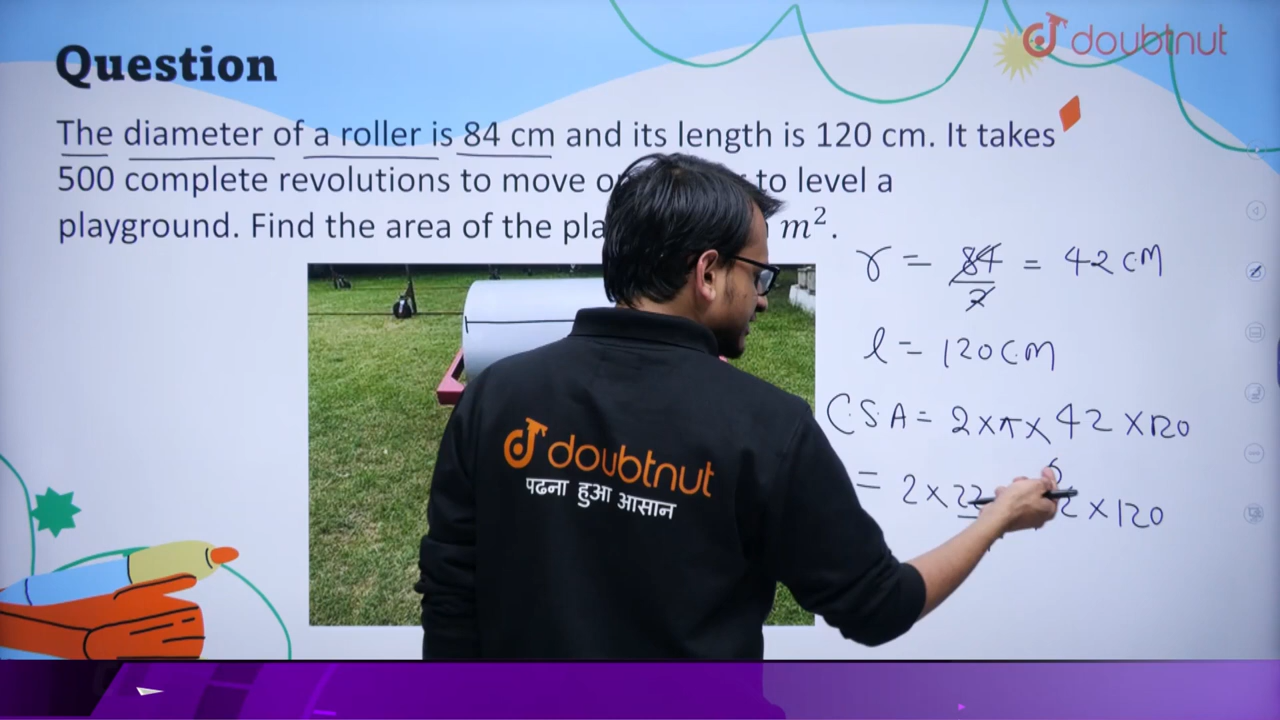 doubtnut
Question
The diameter of a roller is 84 cm and its length is 120 cm. It takes
500 complete revolutions to move to level a
playground. Find the area of the m².
r = 84/2 = 42 cm
l = 120 cm
C.S.A = 2×π×42×120
= 2×22 6 ×120
doubtnut
पढना हुआ आसान